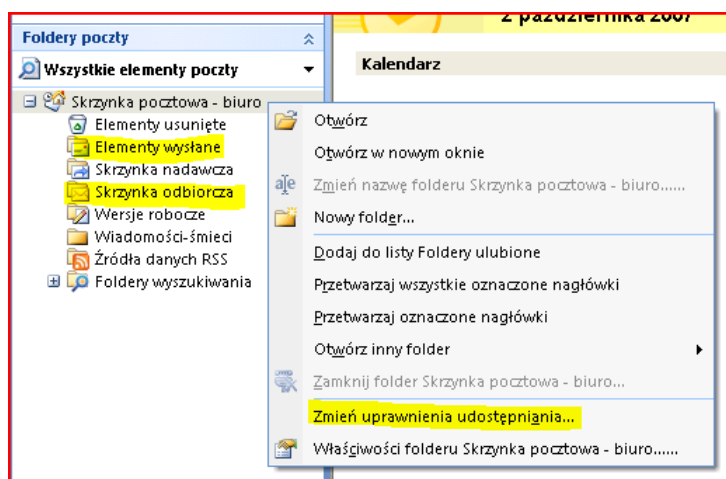 2 października 2007
Foldery poczty
Wszystkie elementy poczty
Kalendarz
Skrzynka pocztowa - biuro
Elementy usunięte
Elementy wysłane
Skrzynka nadawcza
Skrzynka odbiorcza
Wersje robocze
Wiadomości-śmieci
Źródła danych RSS
Foldery wyszukiwania
Otwórz
Otwórz w nowym oknie
Zmień nazwę folderu Skrzynka pocztowa - biuro......
Nowy folder...
Dodaj do listy Foldery ulubione
Przetwarzaj wszystkie oznaczone nagłówki
Przetwarzaj oznaczone nagłówki
Otwórz inny folder
Zamknij folder Skrzynka pocztowa - biuro...
Zmień uprawnienia udostępniania...
Właściwości folderu Skrzynka pocztowa - biuro......